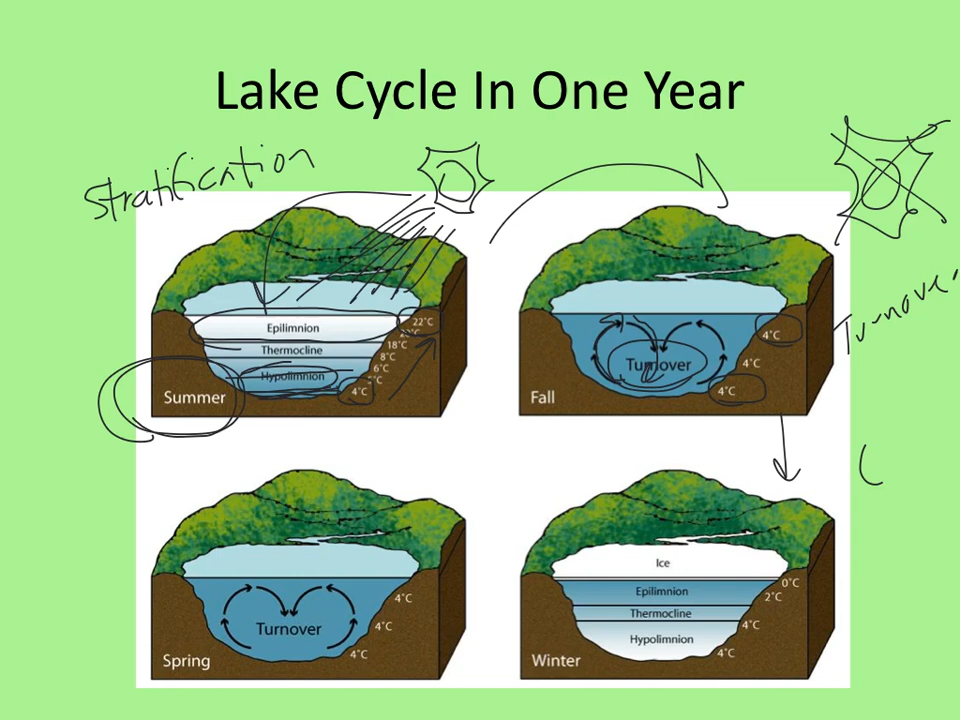 Lake Cycle In One Year
Stratification
Epilimnion
Thermocline
Hypolimnion
22°C
18°C
8°C
6°C
4°C
Summer
Turnover
4°C
4°C
4°C
Fall
Turnove
Turnover
4°C
4°C
4°C
Spring
Ice
Epilimnion
Thermocline
Hypolimnion
0°C
2°C
4°C
4°C
Winter